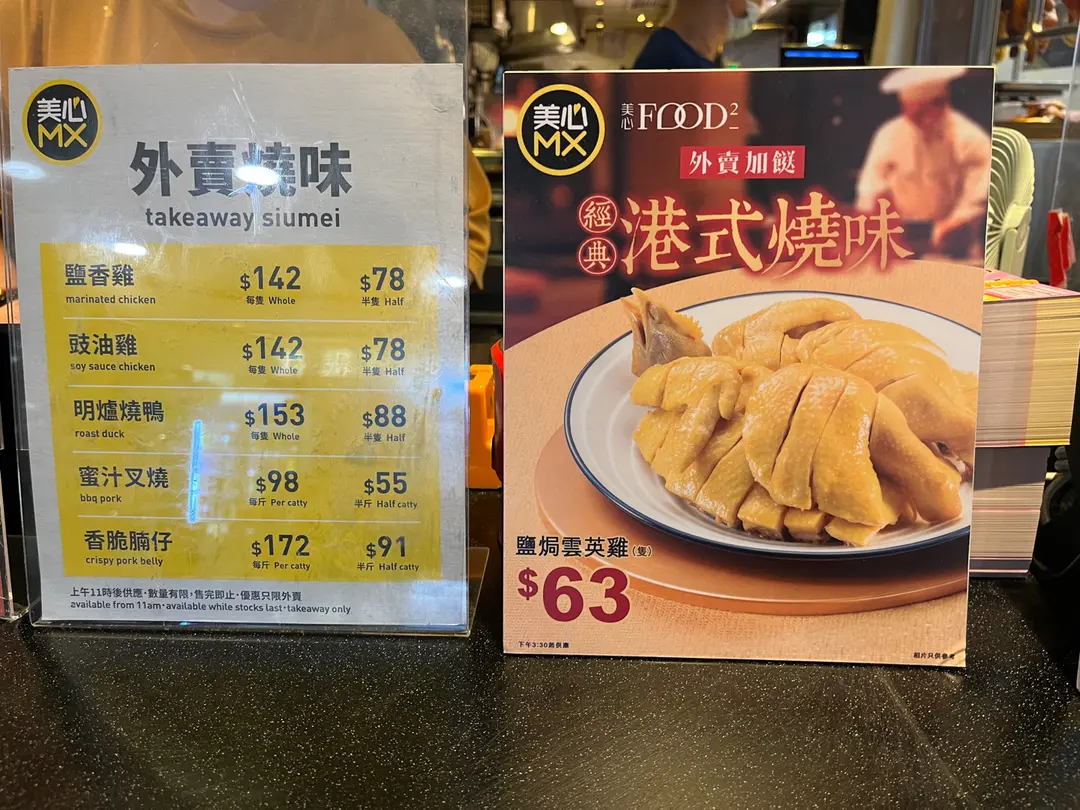 美心
MX
外賣燒味
takeaway siumei
鹽香雞 $142 $78
marinated chicken 每隻 Whole 半隻 Half
豉油雞 $142 $78
soy sauce chicken 每隻 Whole 半隻 Half
明爐燒鴨 $153 $88
roast duck 每隻 Whole 半隻 Half
蜜汁叉燒 $98 $55
bbq pork 每斤 Per catty 半斤 Half catty
香脆腩仔 $172 $91
crispy pork belly 每斤 Per catty 半斤 Half catty
上午11時後供應・數量有限,售完即止・優惠只限外賣
available from 11am・available while stocks last・takeaway only
美心
MX
美心 FOOD²
外賣加餸
經典 港式燒味
鹽焗雲英雞(隻)
$63
下午3:30起供應
相片只供參考